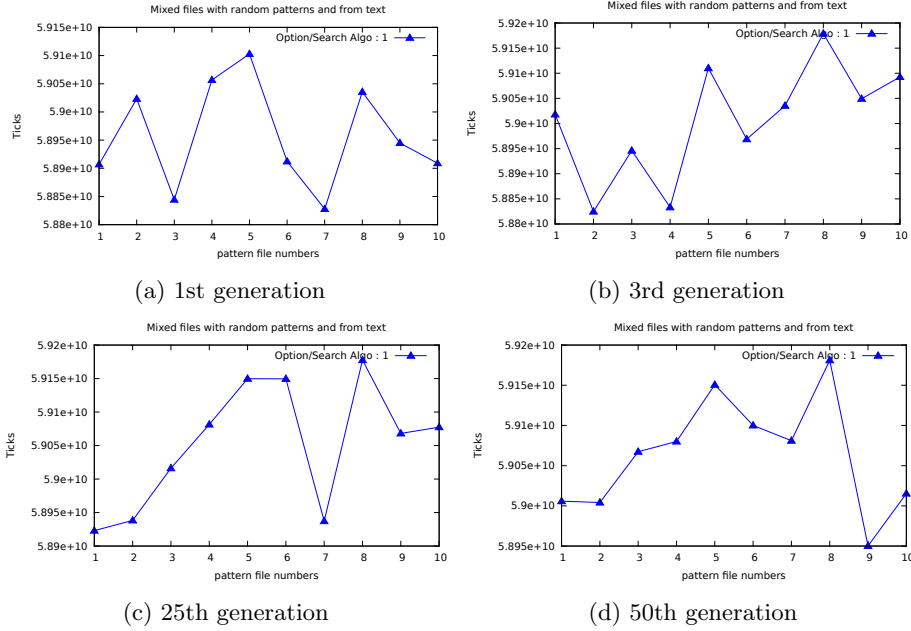 Mixed files with random patterns and from text
5.915e+10
5.91e+10
5.905e+10
5.9e+10
5.895e+10
5.89e+10
5.885e+10
5.88e+10
Ticks
Option/Search Algo : 1
1 2 3 4 5 6 7 8 9 10
pattern file numbers
(a) 1st generation
Mixed files with random patterns and from text
5.92e+10
5.915e+10
5.91e+10
5.905e+10
5.9e+10
5.895e+10
5.89e+10
5.885e+10
5.88e+10
Ticks
Option/Search Algo : 1
1 2 3 4 5 6 7 8 9 10
pattern file numbers
(b) 3rd generation
Mixed files with random patterns and from text
5.92e+10
5.915e+10
5.91e+10
5.905e+10
5.9e+10
5.895e+10
5.89e+10
Ticks
Option/Search Algo : 1
1 2 3 4 5 6 7 8 9 10
pattern file numbers
(c) 25th generation
Mixed files with random patterns and from text
5.92e+10
5.915e+10
5.91e+10
5.905e+10
5.9e+10
5.895e+10
Ticks
Option/Search Algo : 1
1 2 3 4 5 6 7 8 9 10
pattern file numbers
(d) 50th generation